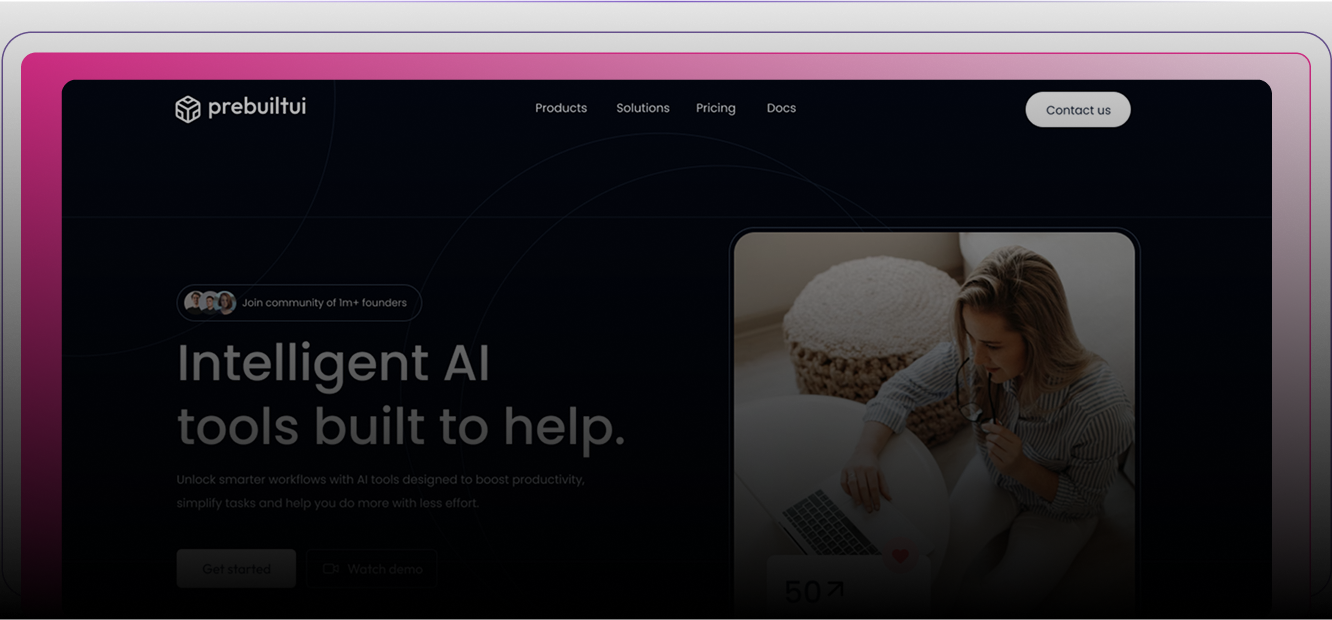 prebuiltui
Products Solutions Pricing Docs
Contact us
Join community of 1m+ founders
Intelligent AI
tools built to help.
Unlock smarter workflows with AI tools designed to boost productivity,
simplify tasks and help you do more with less effort.
Get started
Watch demo
50